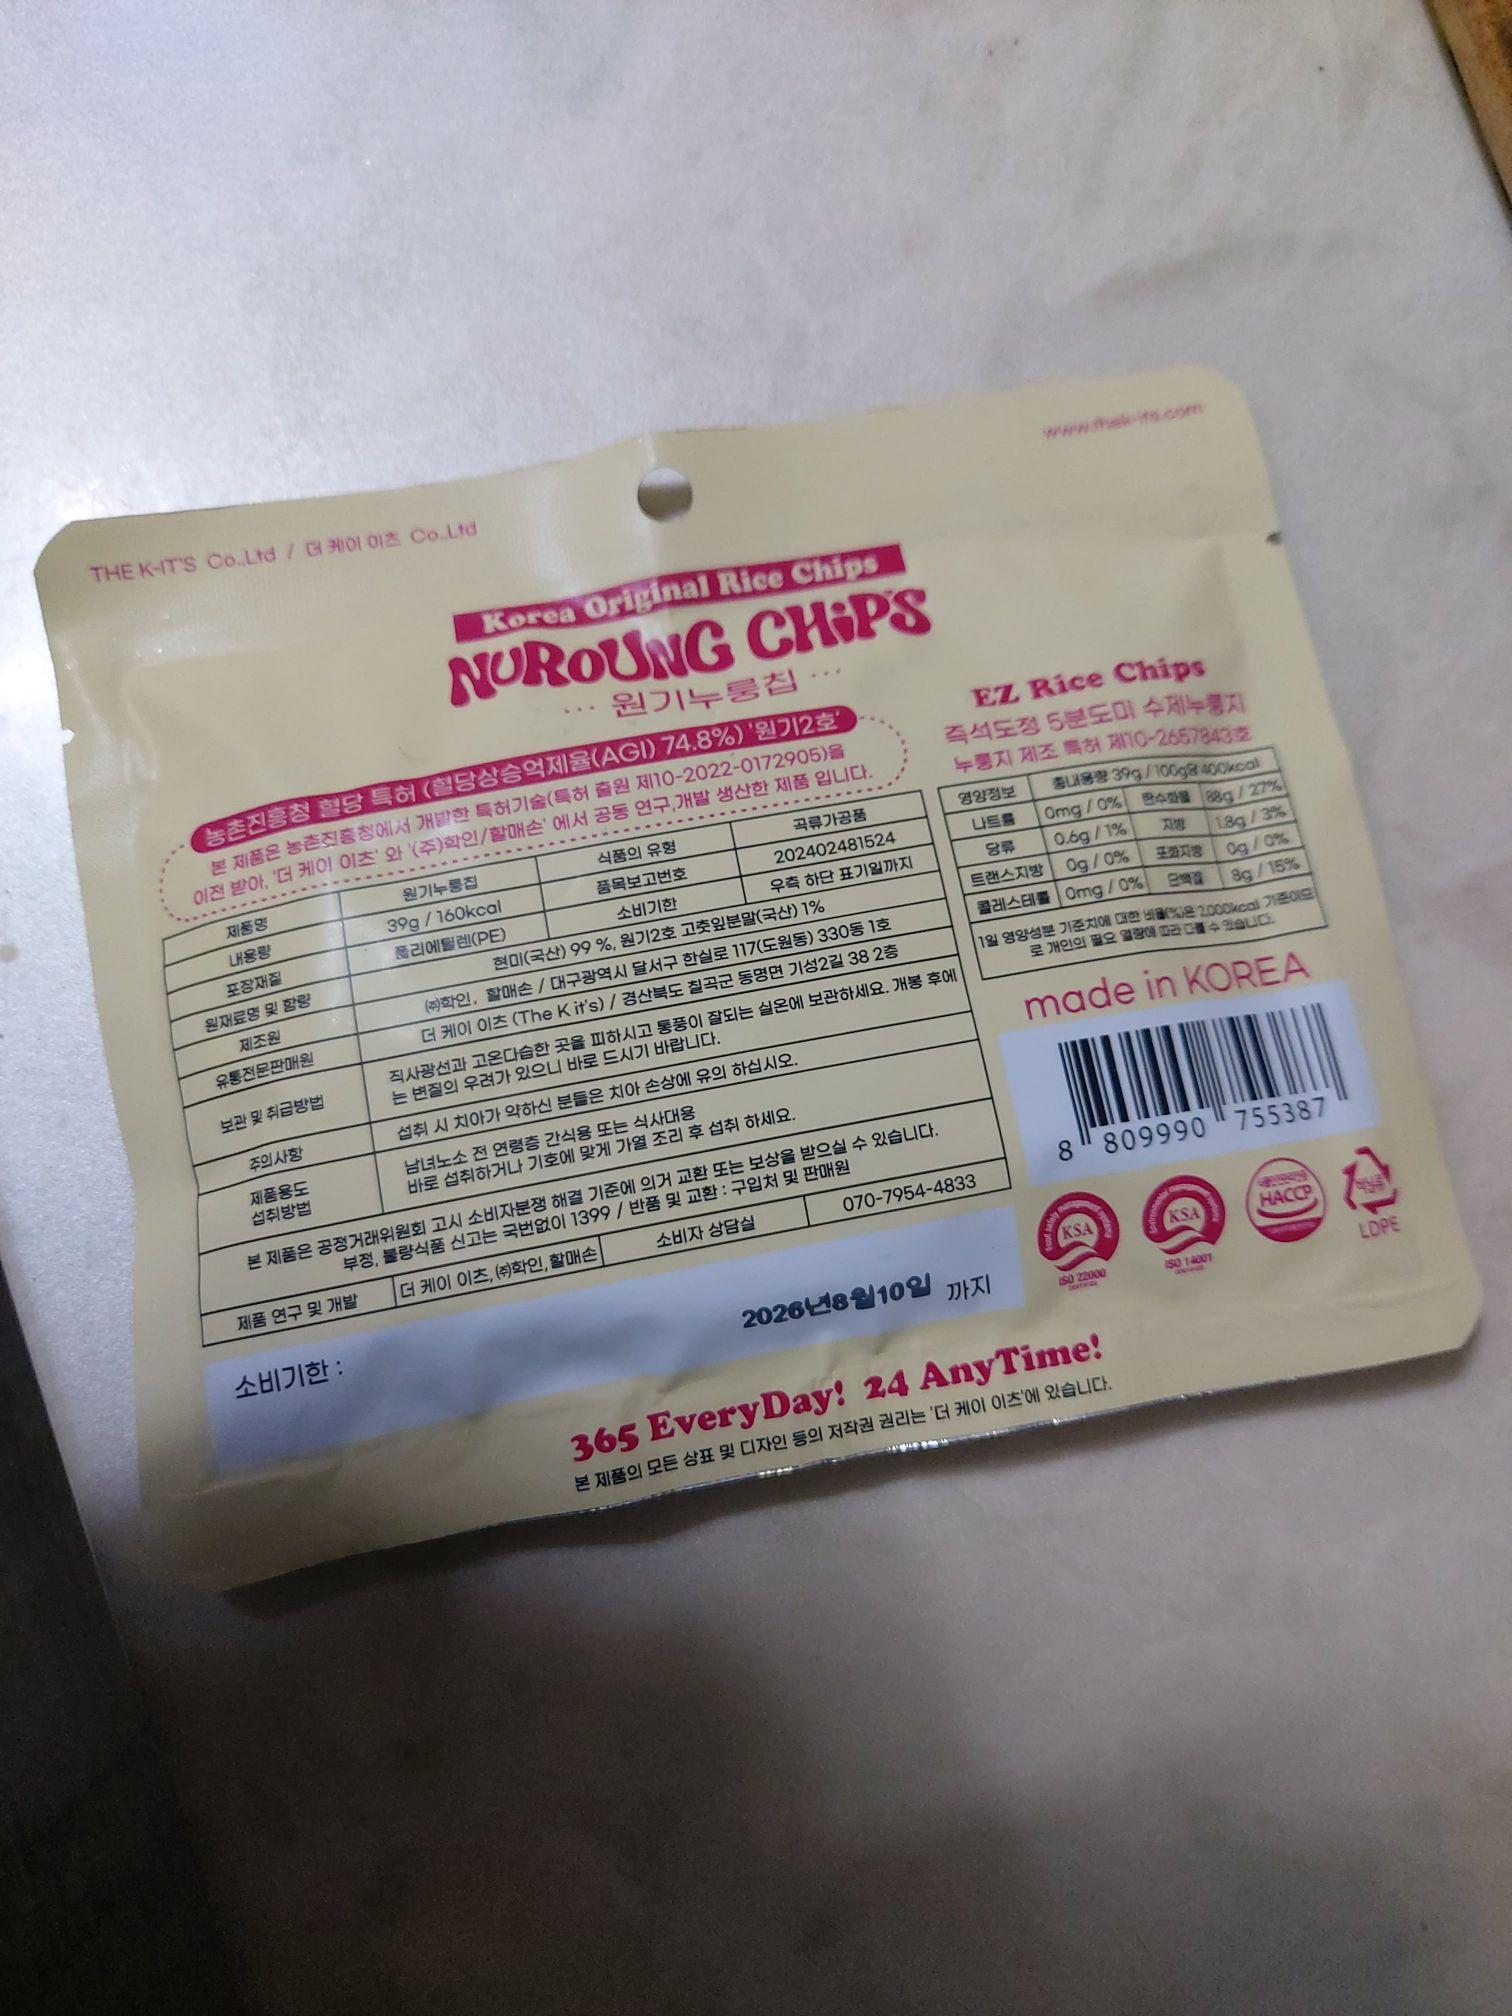 www.thek-its.com
THE K-IT'S Co.,Ltd / 더 케이 이츠 Co.,Ltd
Korea Original Rice Chips
NUROUNG CHIP'S
··· 원기누룽칩 ···
농촌진흥청 혈당 특허 (혈당상승억제율(AGI) 74.8%) '원기2호'
본 제품은 농촌진흥청에서 개발한 특허기술(특허 출원 제10-2022-0172905)을
이전 받아, '더 케이 이츠' 와 '(주)학인/할매손' 에서 공동 연구,개발 생산한 제품 입니다.
제품명 원기누룽칩 식품의 유형 곡류가공품
내용량 39g / 160kcal 품목보고번호 202402481524
포장재질 폴리에틸렌(PE) 소비기한 우측 하단 표기일까지
원재료명 및 함량 현미(국산) 99 %, 원기2호 고춧잎분말(국산) 1%
제조원 ㈜학인, 할매손 / 대구광역시 달서구 한실로 117(도원동) 330동 1호
유통전문판매원 더 케이 이츠 (The K it's) / 경산북도 칠곡군 동명면 기성2길 38 2층
보관 및 취급방법 직사광선과 고온다습한 곳을 피하시고 통풍이 잘되는 실온에 보관하세요. 개봉 후에
는 변질의 우려가 있으니 바로 드시기 바랍니다.
주의사항 섭취 시 치아가 약하신 분들은 치아 손상에 유의 하십시오.
제품용도 남녀노소 전 연령층 간식용 또는 식사대용
섭취방법 바로 섭취하거나 기호에 맞게 가열 조리 후 섭취 하세요.
본 제품은 공정거래위원회 고시 소비자분쟁 해결 기준에 의거 교환 또는 보상을 받으실 수 있습니다.
부정, 불량식품 신고는 국번없이 1399 / 반품 및 교환 : 구입처 및 판매원
제품 연구 및 개발 더 케이 이츠, ㈜학인, 할매손 소비자 상담실 070-7954-4833
소비기한 : 2026년8월10일 까지
EZ Rice Chips
즉석도정 5분도미 수제누룽지
누룽지 제조 특허 제10-2657843호
영양정보 총내용량 39g / 100g당 400kcal
나트륨 0mg / 0% 탄수화물 88g / 27%
당류 0.6g / 1% 지방 1.8g / 3%
트랜스지방 0g / 0% 포화지방 0g / 0%
콜레스테롤 0mg / 0% 단백질 8g / 15%
1일 영양성분 기준치에 대한 비율(%)은 2,000kcal 기준이므
로 개인의 필요 열량에 따라 다를 수 있습니다.
made in KOREA
8 809990 755387
KSA
ISO 22000
KSA
ISO 14001
HACCP
LDPE
365 EveryDay! 24 AnyTime!
본 제품의 모든 상표 및 디자인 등의 저작권 권리는 '더 케이 이츠'에 있습니다.